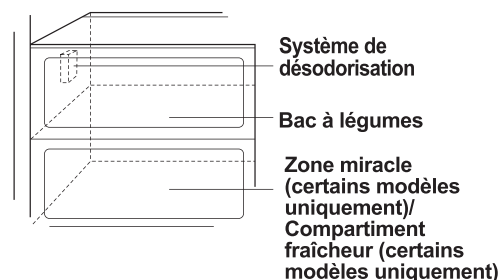 Système de
désodorisation
Bac à légumes
Zone miracle
(certains modèles
uniquement)/
Compartiment
fraîcheur (certains
modèles uniquement)